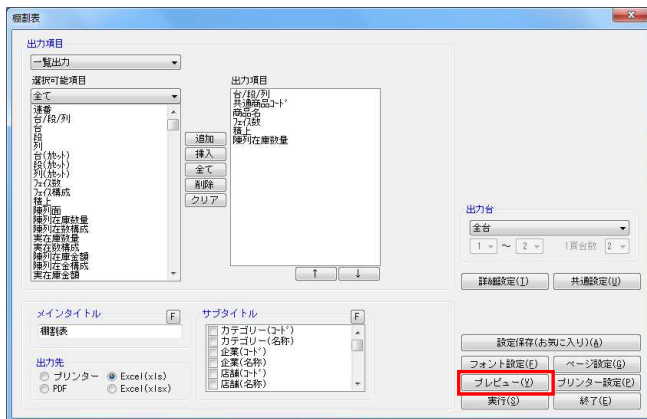 棚割表
出力項目
一覧出力
選択可能項目
全て
連番
台/段/列
台
段
列
台(ｶｾｯﾄ)
段(ｶｾｯﾄ)
列(ｶｾｯﾄ)
ﾌｪｲｽ数
ﾌｪｲｽ構成
積上
陳列面
陳列在庫数量
陳列在数構成
実在庫数量
実在数構成
陳列在庫金額
陳列在金構成
実在庫金額
追加
挿入
全て
削除
クリア
出力項目
台/段/列
共通商品ｺｰﾄﾞ
商品名
ﾌｪｲｽ数
積上
陳列在庫数量
↑
↓
出力台
全台
1 ～ 2 1頁台数 2
詳細設定(I)
共通設定(U)
メインタイトル
F
棚割表
サブタイトル
F
カテゴリー(ｺｰﾄﾞ)
カテゴリー(名称)
企業(ｺｰﾄﾞ)
企業(名称)
店舗(ｺｰﾄﾞ)
店舗(名称)
出力先
プリンター Excel(xls)
PDF Excel(xlsx)
設定保存(お気に入り)(A)
フォント設定(F)
ページ設定(G)
プレビュー(V)
プリンター設定(P)
実行(S)
終了(E)